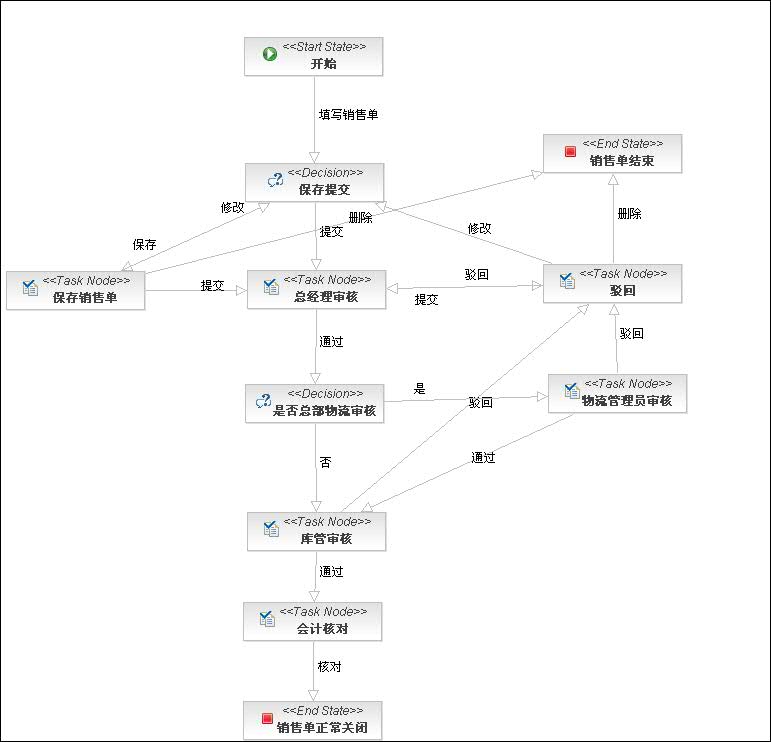 <<Start State>>
开始
填写销售单
<<End State>>
销售单结束
<<Decision>>
保存提交
修改
删除
删除
提交
修改
保存
<<Task Node>>
保存销售单
提交
<<Task Node>>
总经理审核
驳回
提交
<<Task Node>>
驳回
通过
驳回
<<Decision>>
是否总部物流审核
是
驳回
<<Task Node>>
物流管理员审核
否
通过
<<Task Node>>
库管审核
通过
<<Task Node>>
会计核对
核对
<<End State>>
销售单正常关闭